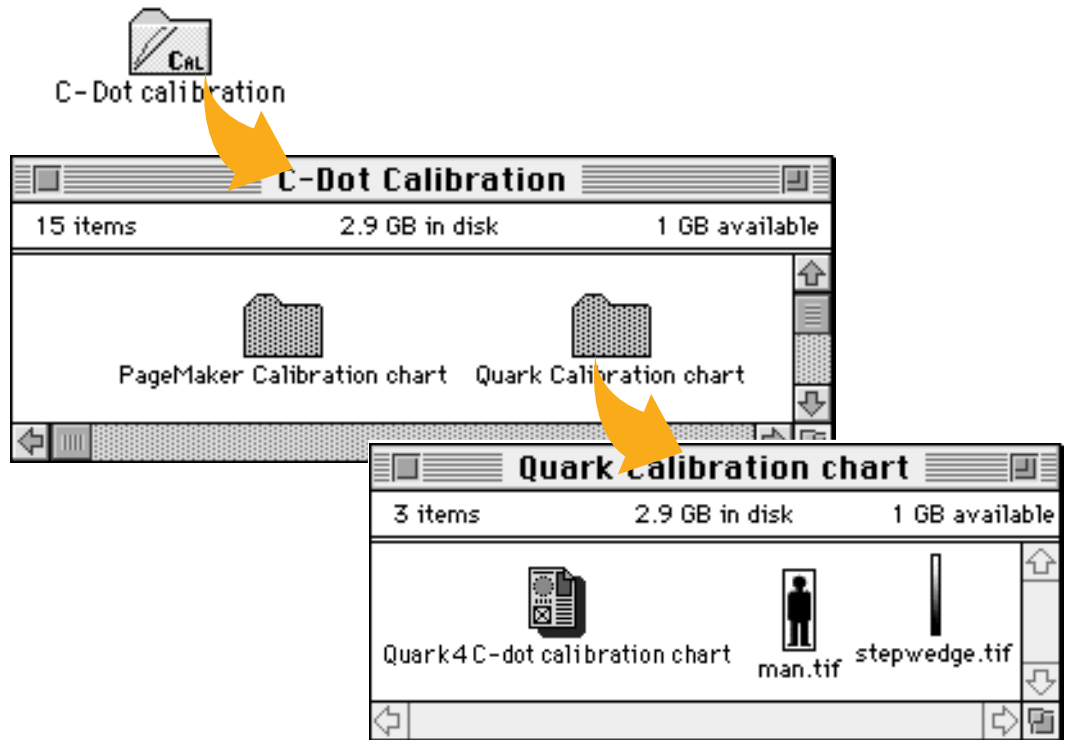 CAL
C-Dot calibration
C-Dot Calibration
15 items 2.9 GB in disk 1 GB available
PageMaker Calibration chart Quark Calibration chart
Quark Calibration chart
3 items 2.9 GB in disk 1 GB available
Quark4 C-dot calibration chart man.tif stepwedge.tif